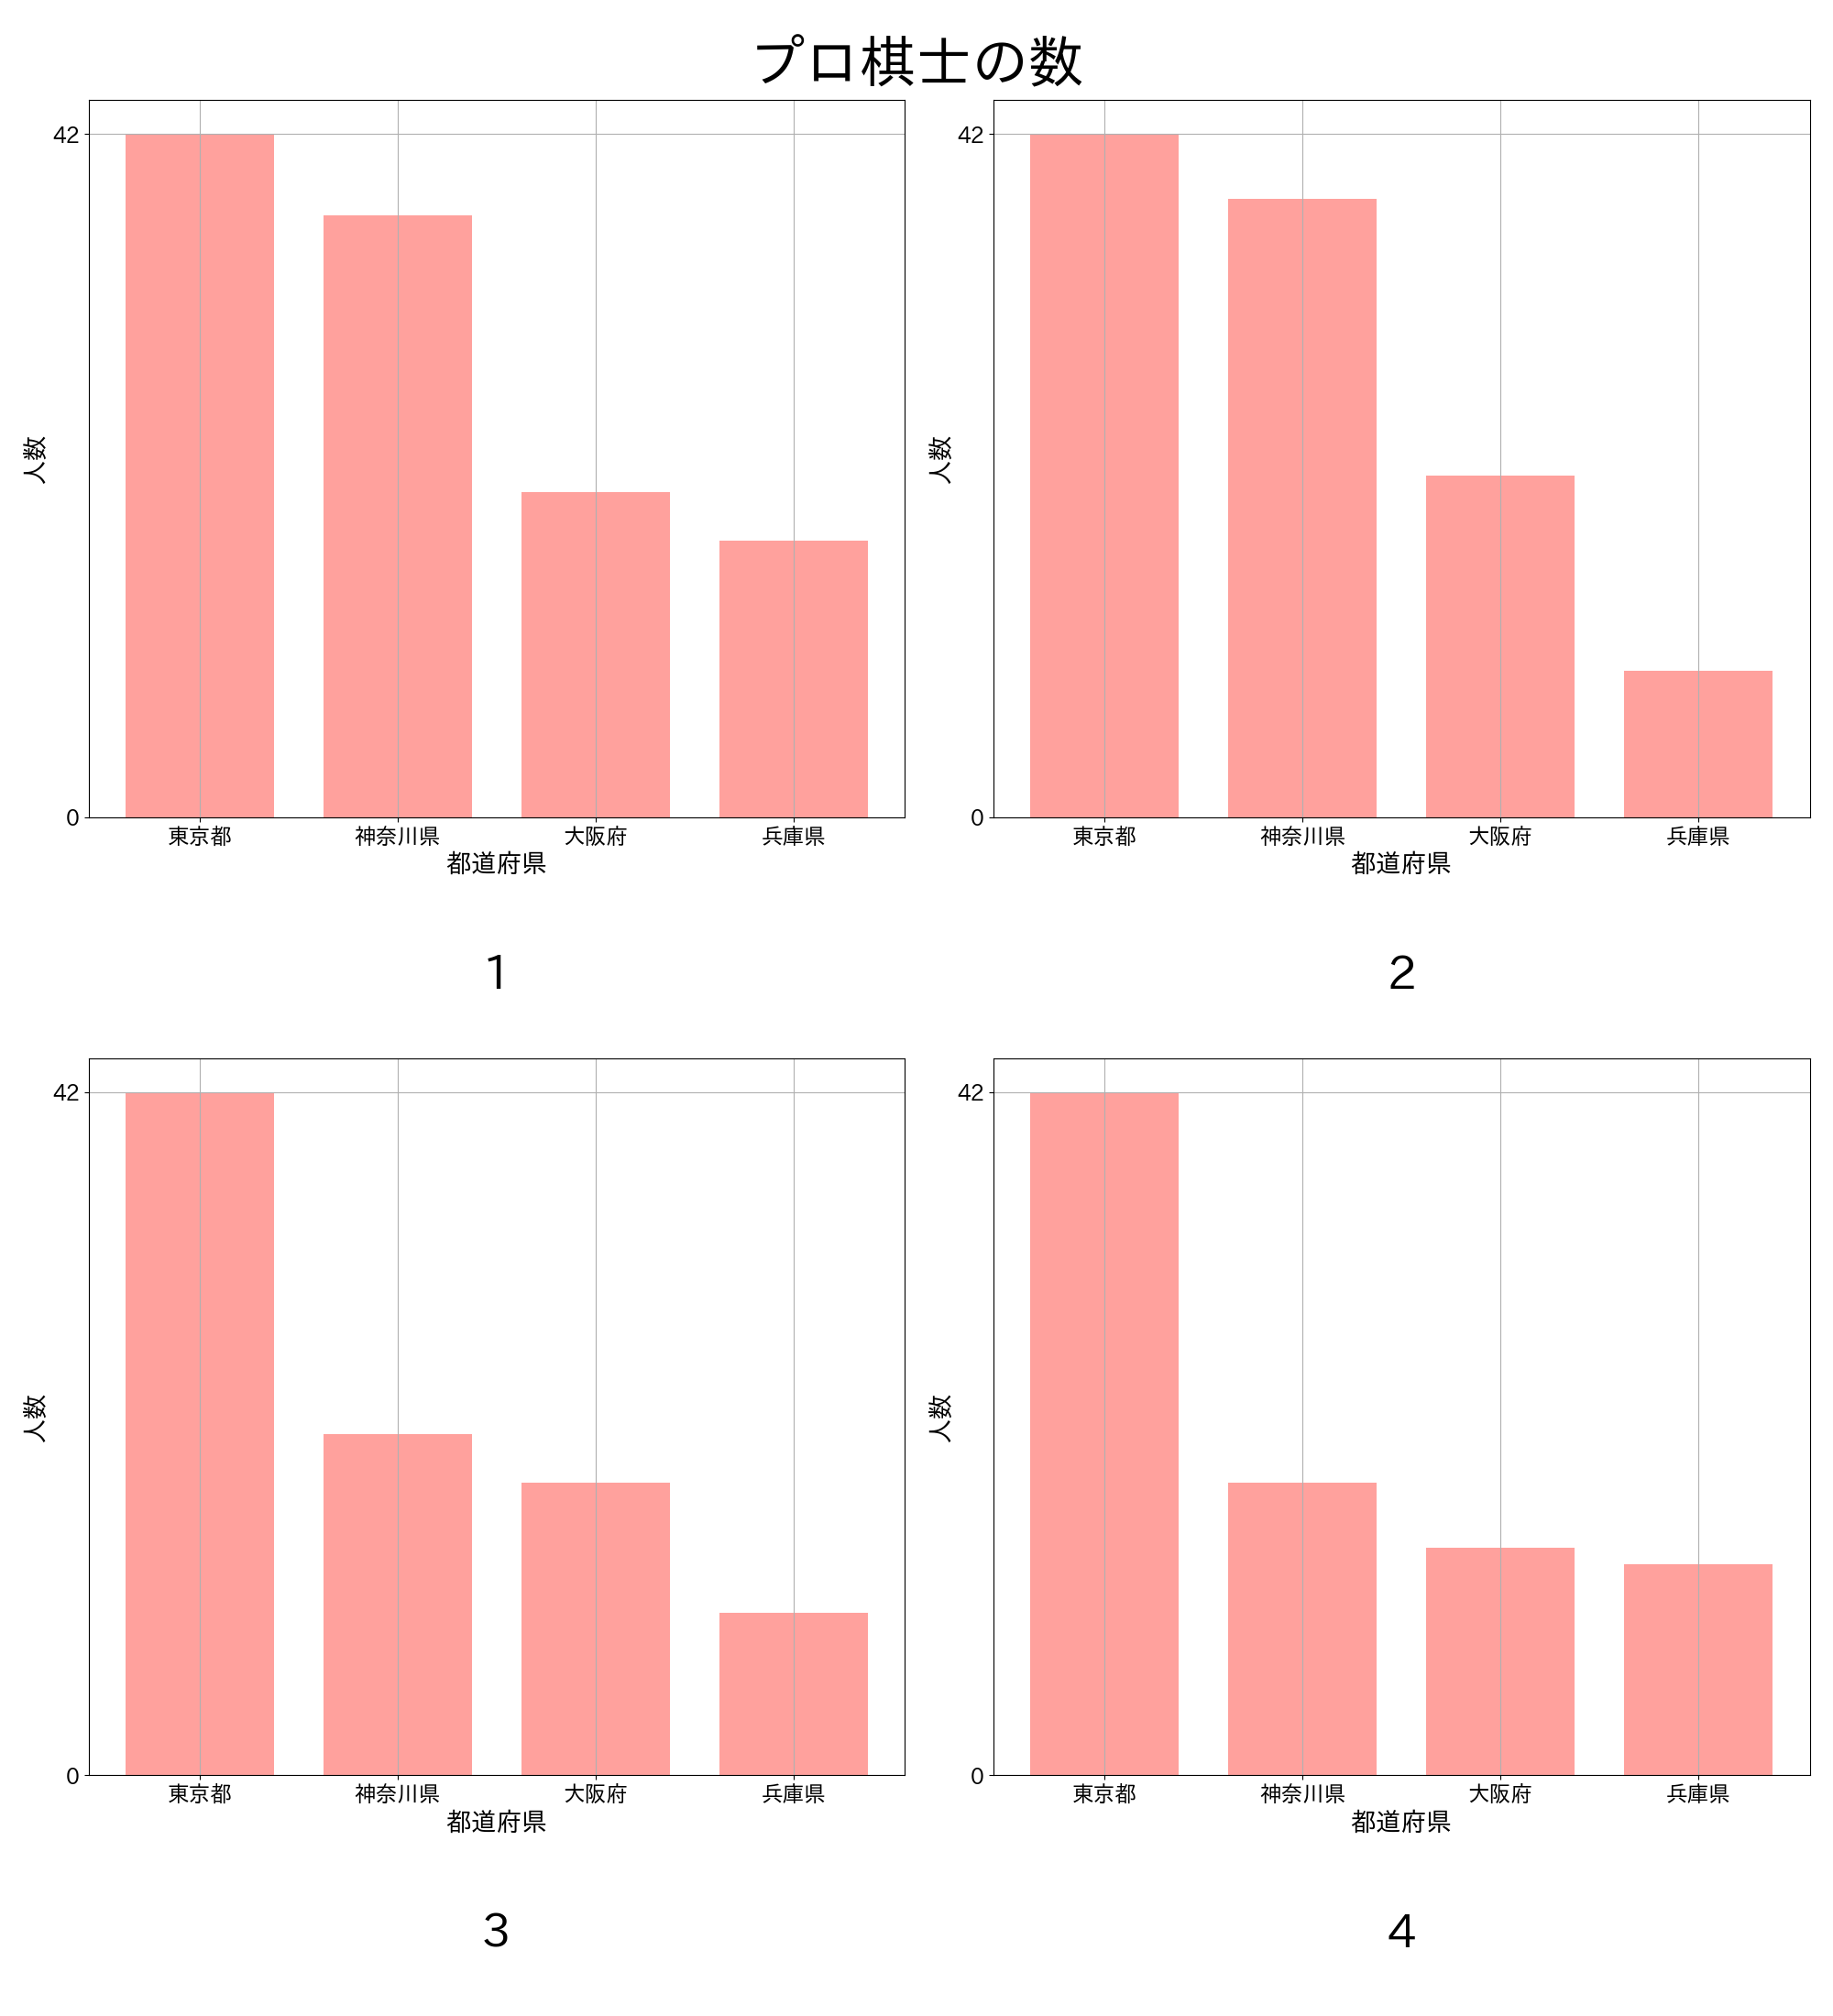 プロ棋士の数
42
0
人数
東京都 神奈川県 大阪府 兵庫県
都道府県
1
42
0
人数
東京都 神奈川県 大阪府 兵庫県
都道府県
2
42
0
人数
東京都 神奈川県 大阪府 兵庫県
都道府県
3
42
0
人数
東京都 神奈川県 大阪府 兵庫県
都道府県
4